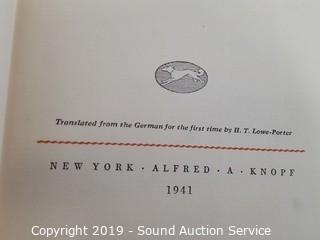 Translated from the German for the first time by H. T. Lowe-Porter
NEW YORK · ALFRED · A · KNOPF
1941
Copyright 2019 - Sound Auction Service